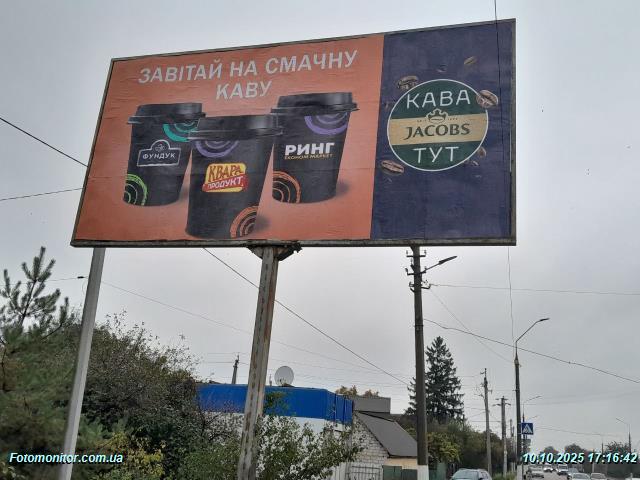 ЗАВІТАЙ НА СМАЧНУ
КАВУ
ФУНДУК
КВАРА
ПРОДУКТ
РИНГ
ЕКОНОМ МАРКЕТ
КАВА
JACOBS
ТУТ
Fotomonitor.com.ua
10.10.2025 17:16:42